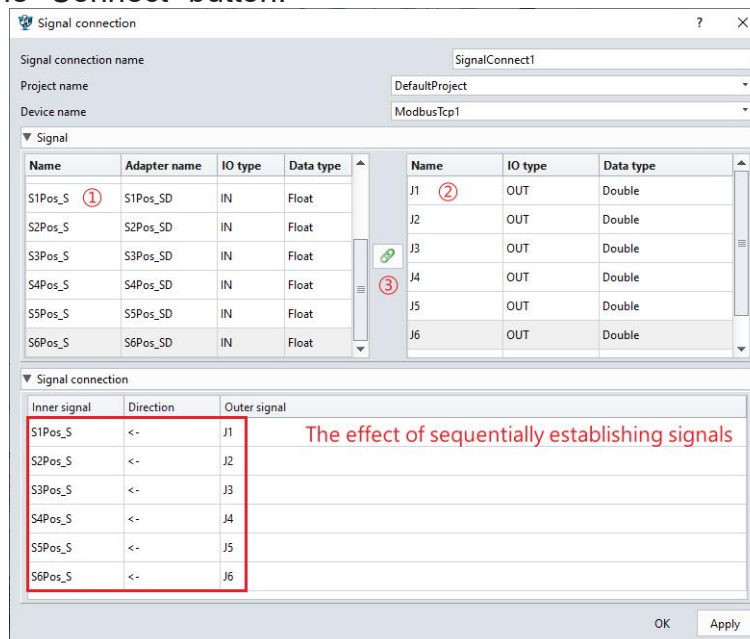 Signal connection ? ×
Signal connection name SignalConnect1
Project name DefaultProject
Device name ModbusTcp1
▼ Signal
Name Adapter name IO type Data type Name IO type Data type
S1Pos_S ① S1Pos_SD IN Float J1 ② OUT Double
S2Pos_S S2Pos_SD IN Float J2 OUT Double
S3Pos_S S3Pos_SD IN Float J3 OUT Double
③
S4Pos_S S4Pos_SD IN Float J4 OUT Double
S5Pos_S S5Pos_SD IN Float J5 OUT Double
S6Pos_S S6Pos_SD IN Float J6 OUT Double
▼ Signal connection
Inner signal Direction Outer signal
S1Pos_S <- J1 The effect of sequentially establishing signals
S2Pos_S <- J2
S3Pos_S <- J3
S4Pos_S <- J4
S5Pos_S <- J5
S6Pos_S <- J6
OK Apply